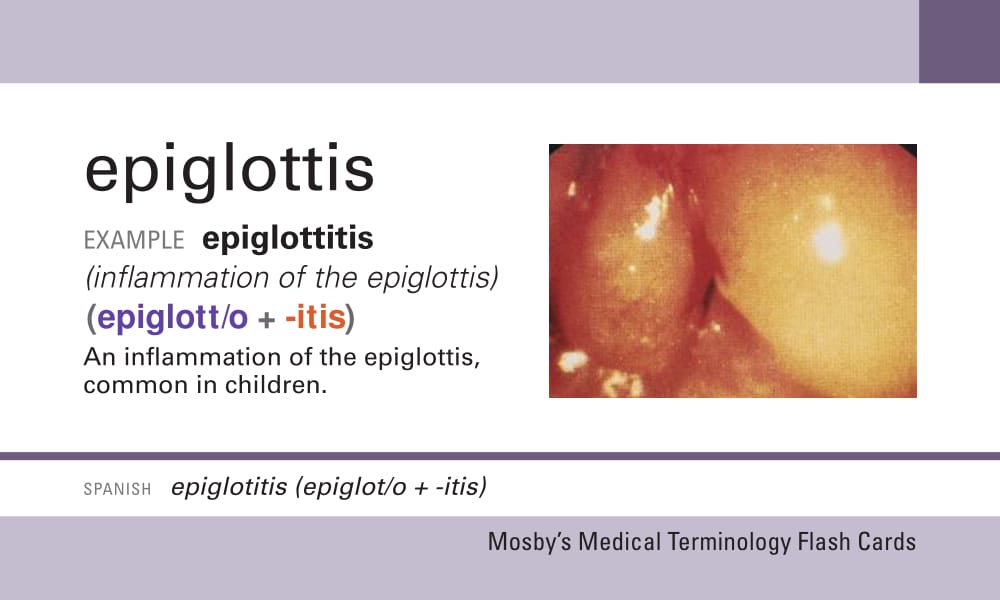 epiglottis
EXAMPLE epiglottitis
(inflammation of the epiglottis)
(epiglott/o + -itis)
An inflammation of the epiglottis,
common in children.
SPANISH epiglotitis (epiglot/o + -itis)
Mosby’s Medical Terminology Flash Cards